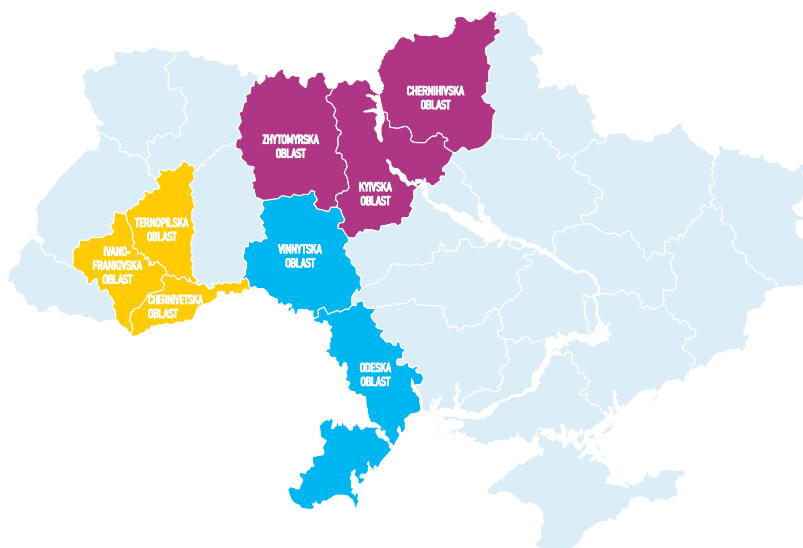 CHERNIHIVSKA
OBLAST
ZHYTOMYRSKA
OBLAST
KYIVSKA
OBLAST
TERNOPILSKA
OBLAST
IVANO-
FRANKIVSKA
OBLAST
VINNYTSKA
OBLAST
CHERNIVETSKA
OBLAST
ODESKA
OBLAST